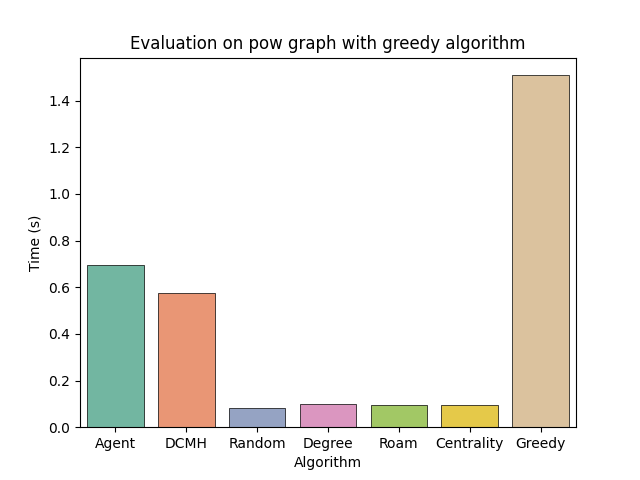 Evaluation on pow graph with greedy algorithm
Time (s)
1.4
1.2
1.0
0.8
0.6
0.4
0.2
0.0
Agent DCMH Random Degree Roam Centrality Greedy
Algorithm